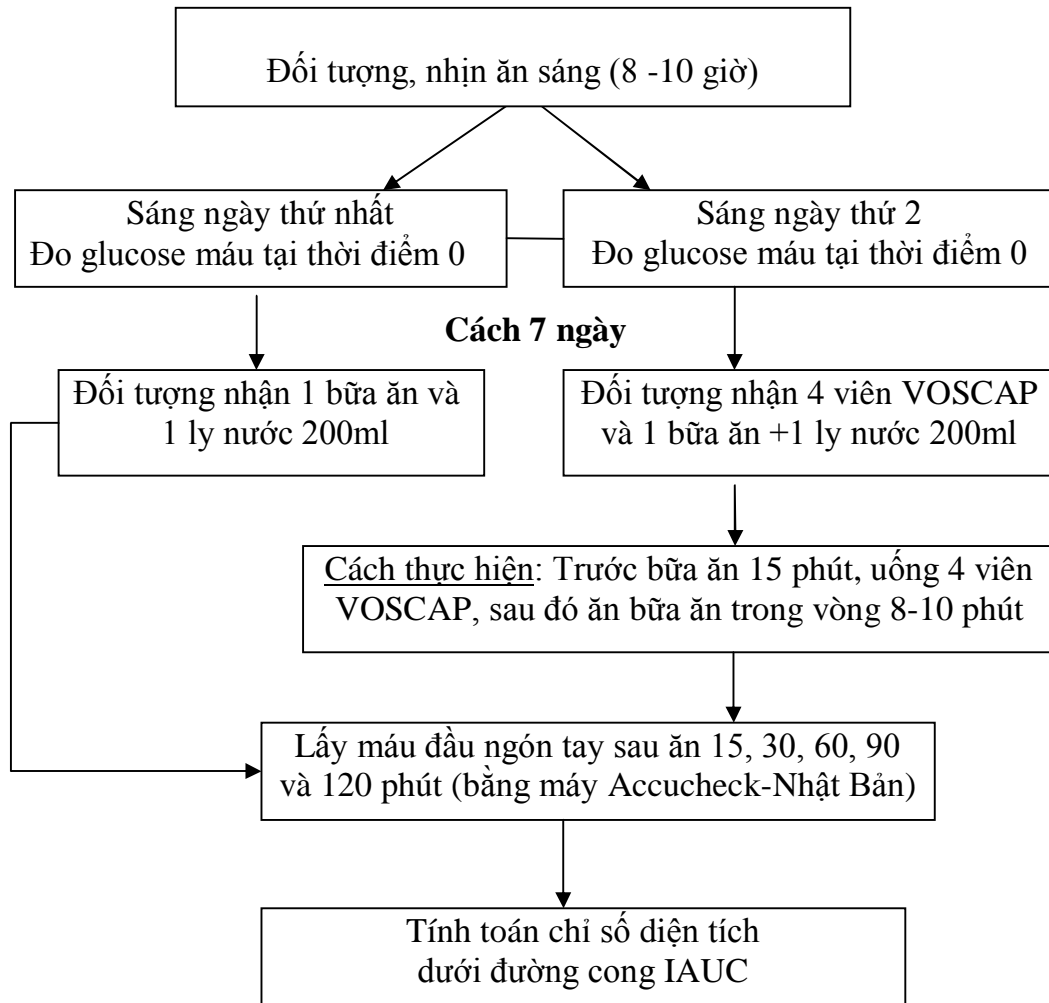 Đối tượng, nhịn ăn sáng (8 -10 giờ)
Sáng ngày thứ nhất
Đo glucose máu tại thời điểm 0
Sáng ngày thứ 2
Đo glucose máu tại thời điểm 0
Cách 7 ngày
Đối tượng nhận 1 bữa ăn và
1 ly nước 200ml
Đối tượng nhận 4 viên VOSCAP
và 1 bữa ăn +1 ly nước 200ml
Cách thực hiện: Trước bữa ăn 15 phút, uống 4 viên
VOSCAP, sau đó ăn bữa ăn trong vòng 8-10 phút
Lấy máu đầu ngón tay sau ăn 15, 30, 60, 90
và 120 phút (bằng máy Accucheck-Nhật Bản)
Tính toán chỉ số diện tích
dưới đường cong IAUC